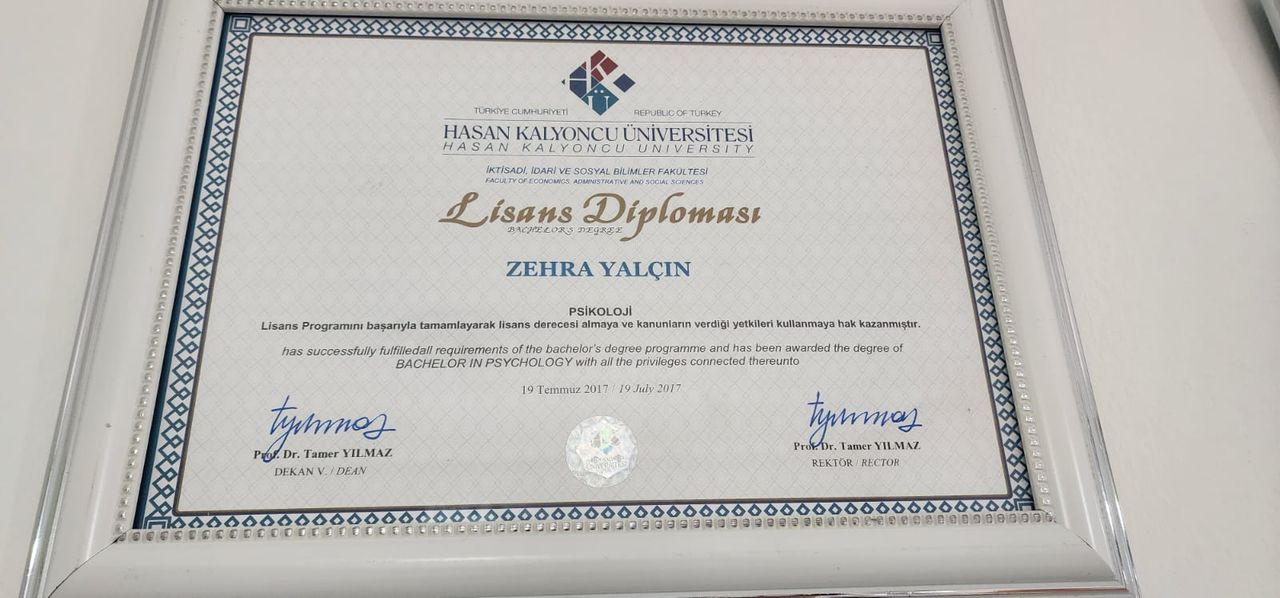 TÜRKİYE CUMHURİYETİ REPUBLIC OF TURKEY
HASAN KALYONCU ÜNİVERSİTESİ
HASAN KALYONCU UNIVERSITY
İKTİSADİ, İDARİ VE SOSYAL BİLİMLER FAKÜLTESİ
FACULTY OF ECONOMICS, ADMINISTRATIVE AND SOCIAL SCIENCES
Lisans Diploması
BACHELOR'S DEGREE
ZEHRA YALÇIN
PSİKOLOJİ
Lisans Programını başarıyla tamamlayarak lisans derecesi almaya ve kanunların verdiği yetkileri kullanmaya hak kazanmıştır.
has successfully fulfilledall requirements of the bachelor's degree programme and has been awarded the degree of
BACHELOR IN PSYCHOLOGY with all the privileges connected thereunto
19 Temmuz 2017 / 19 July 2017
Prof. Dr. Tamer YILMAZ
DEKAN V. / DEAN
Prof. Dr. Tamer YILMAZ
REKTÖR / RECTOR